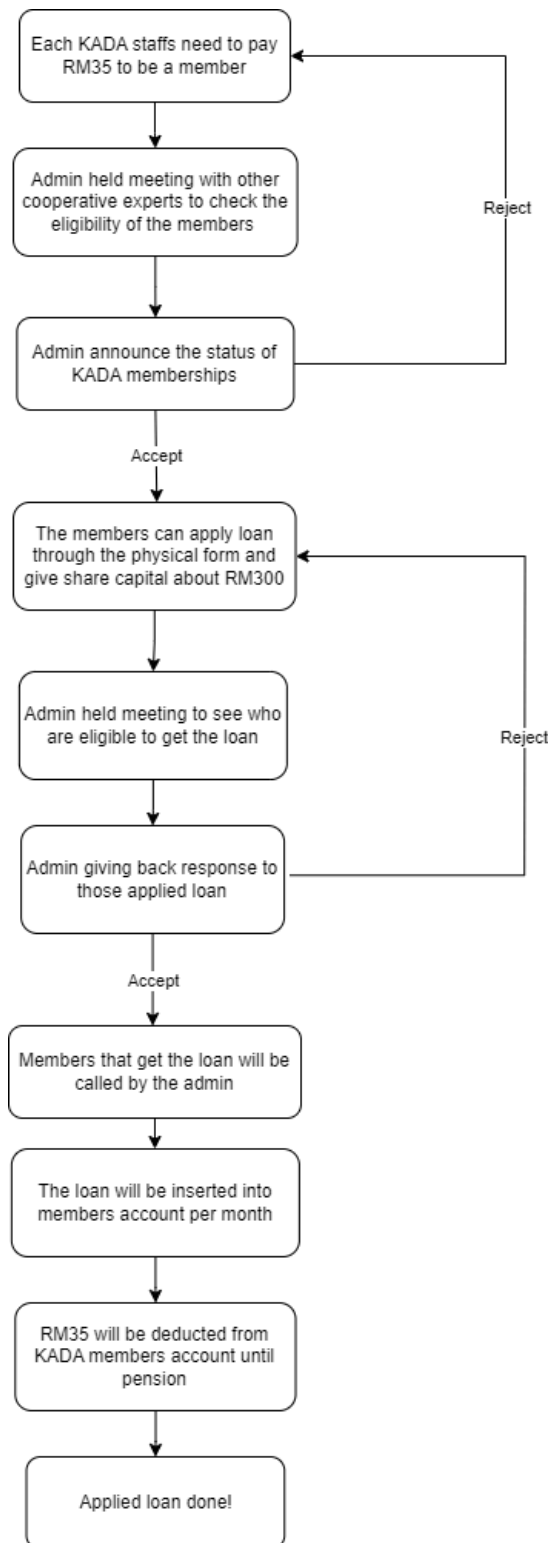 Each KADA staffs need to pay
RM35 to be a member
Admin held meeting with other
cooperative experts to check the
eligibility of the members
Reject
Admin announce the status of
KADA memberships
Accept
The members can apply loan
through the physical form and
give share capital about RM300
Admin held meeting to see who
are eligible to get the loan
Reject
Admin giving back response to
those applied loan
Accept
Members that get the loan will be
called by the admin
The loan will be inserted into
members account per month
RM35 will be deducted from
KADA members account until
pension
Applied loan done!